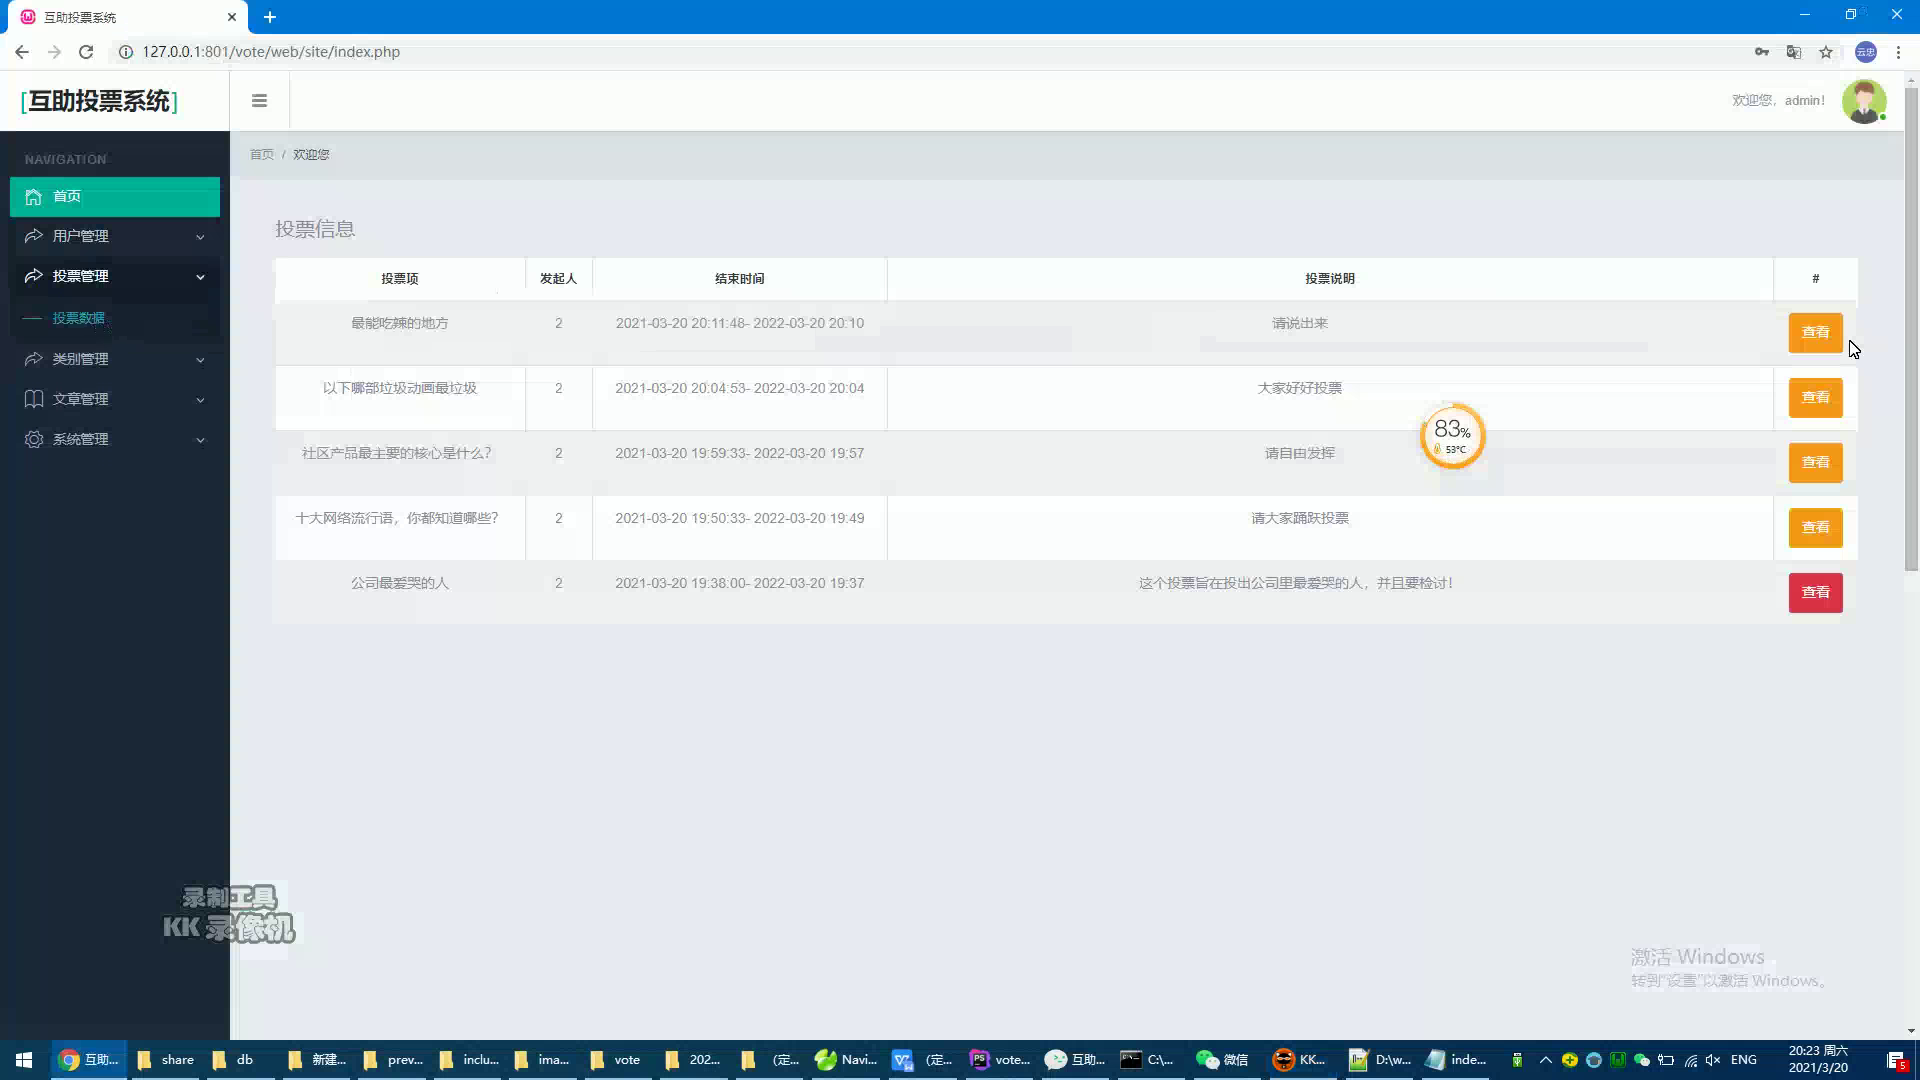 互助投票系统
127.0.0.1:801/vote/web/site/index.php
云忠
[互助投票系统]
欢迎您，admin!
NAVIGATION
首页
用户管理
投票管理
投票数据
类别管理
文章管理
系统管理
首页 / 欢迎您
投票信息
投票项 发起人 结束时间 投票说明 #
最能吃辣的地方 2 2021-03-20 20:11:48- 2022-03-20 20:10 请说出来 查看
以下哪部垃圾动画最垃圾 2 2021-03-20 20:04:53- 2022-03-20 20:04 大家好好投票 查看
社区产品最主要的核心是什么？ 2 2021-03-20 19:59:33- 2022-03-20 19:57 请自由发挥 查看
十大网络流行语，你都知道哪些？ 2 2021-03-20 19:50:33- 2022-03-20 19:49 请大家踊跃投票 查看
公司最爱哭的人 2 2021-03-20 19:38:00- 2022-03-20 19:37 这个投票旨在投出公司里最爱哭的人，并且要检讨！ 查看
83%
53°C
录制工具
KK 录像机
激活 Windows
转到"设置"以激活 Windows。
互助... share db 新建... prev... inclu... ima... vote 202... (定... Navi... (定... vote... 互助... C:\... 微信 KK... D:\w... inde... ENG
20:23 周六
2021/3/20
5